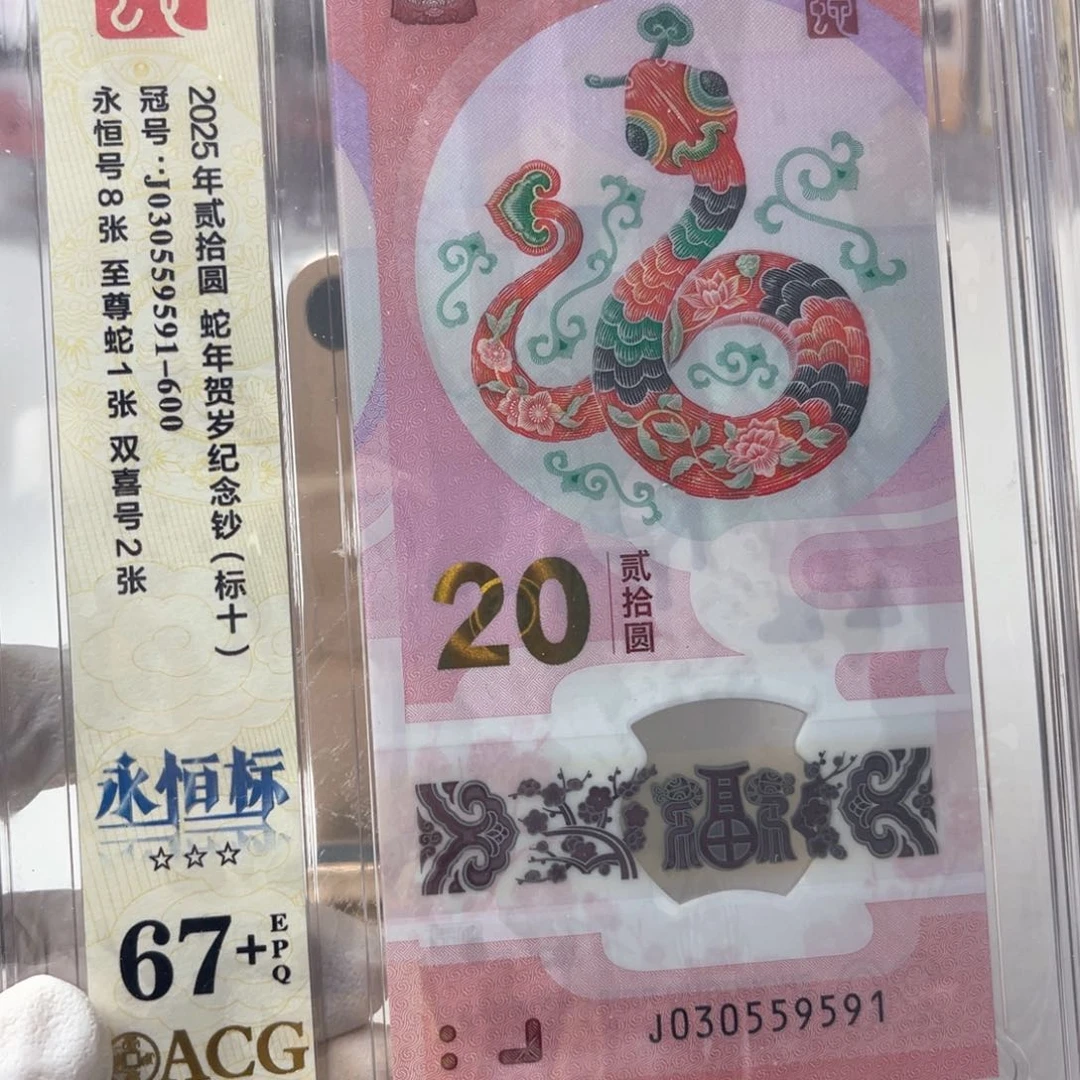 2025年贰拾圆 蛇年贺岁纪念钞(标十)
冠号:J030559591-600
永恒号8张 至尊蛇1张 双喜号2张
永恒标
☆☆☆
67+EPQ
ACG
20
贰拾圆
福
J030559591